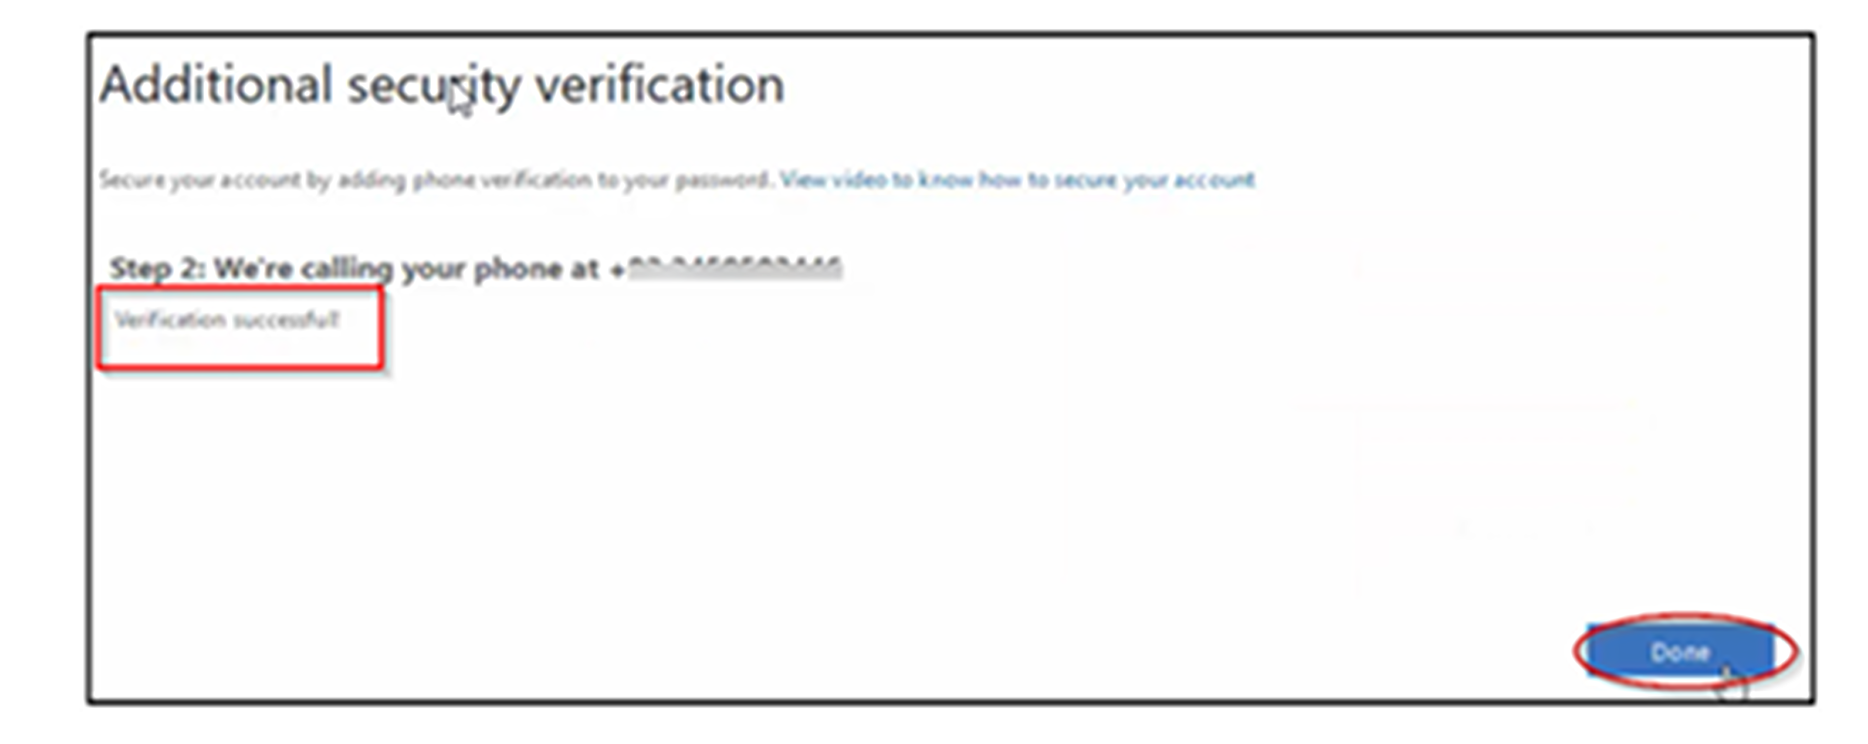 Additional security verification
Secure your account by adding phone verification to your password. View video to know how to secure your account
Step 2: We're calling your phone at +
Verification successful!
Done